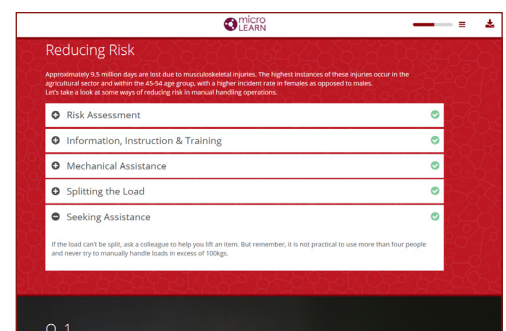 micro
LEARN
Reducing Risk
Approximately 9.5 million days are lost due to musculoskeletal injuries. The highest instances of these injuries occur in the
agricultural sector and within the 45-54 age group, with a higher incident rate in females as opposed to males.
Let's take a look at some ways of reducing risk in manual handling operations.
Risk Assessment
Information, Instruction & Training
Mechanical Assistance
Splitting the Load
Seeking Assistance
If the load can't be split, ask a colleague to help you lift an item. But remember, it is not practical to use more than four people
and never try to manually handle loads in excess of 100kgs.